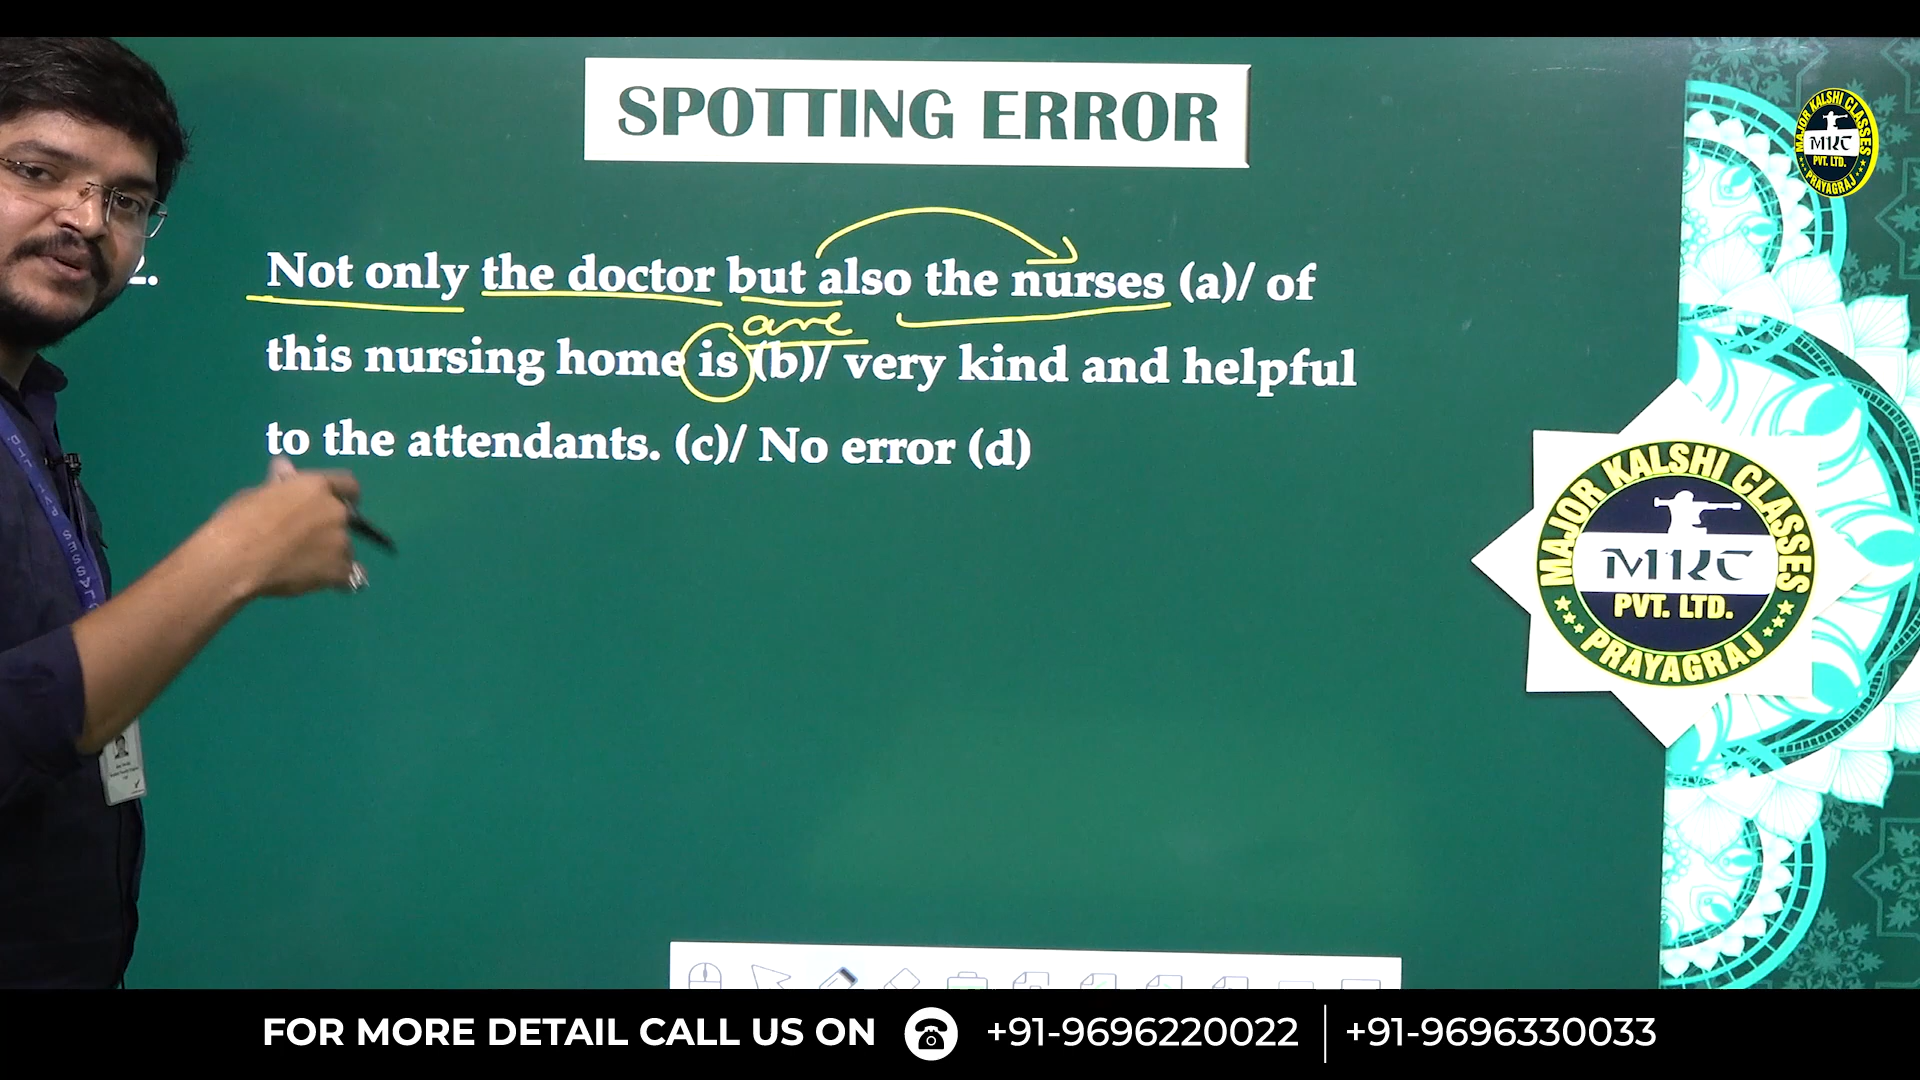 SPOTTING ERROR
MAJOR KALSHI CLASSES
MKC
PVT. LTD.
PRAYAGRAJ
2.
Not only the doctor but also the nurses (a)/ of
are
this nursing home is (b)/ very kind and helpful
to the attendants. (c)/ No error (d)
MAJOR KALSHI CLASSES
MKC
PVT. LTD.
PRAYAGRAJ
FOR MORE DETAIL CALL US ON +91-9696220022 +91-9696330033